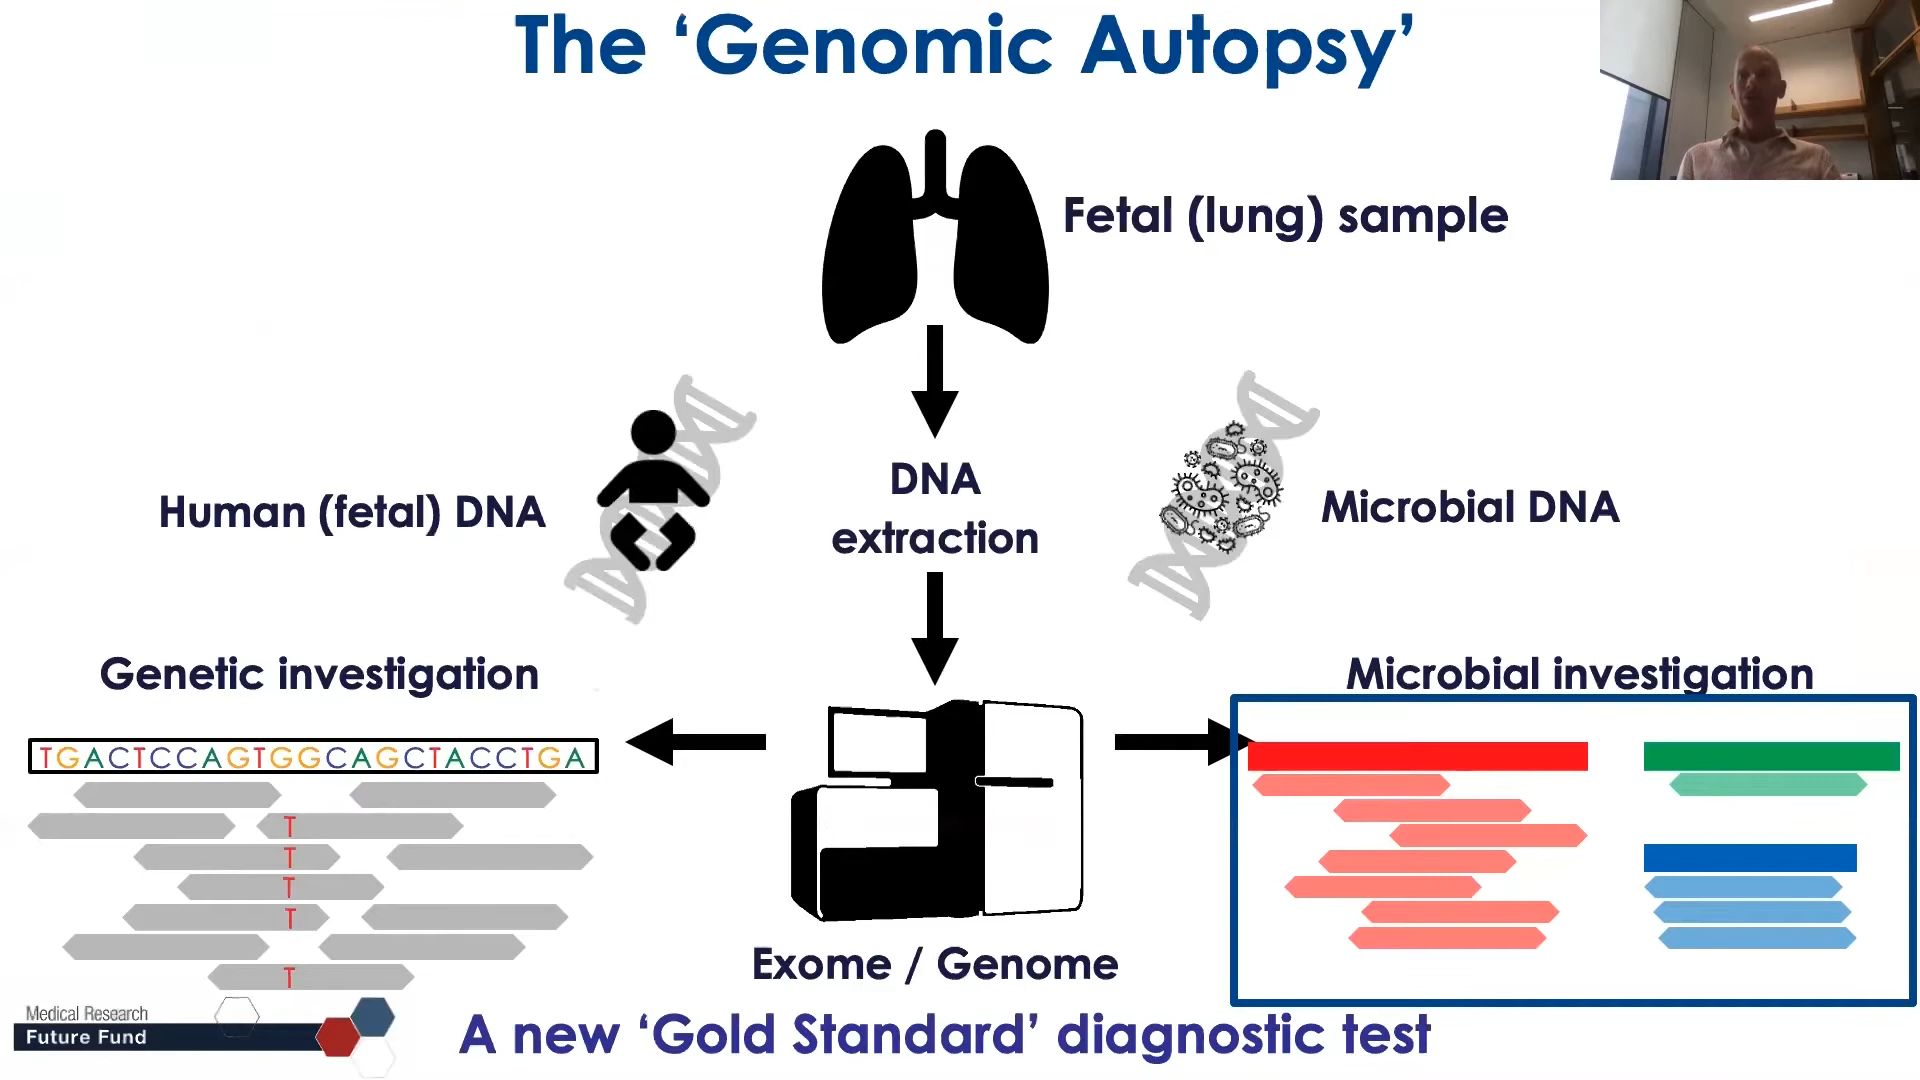 The ‘Genomic Autopsy’
Fetal (lung) sample
Human (fetal) DNA
DNA
extraction
Microbial DNA
Genetic investigation
Microbial investigation
TGACTCCAGTGGCAGCTACCTGA
T
T
T
T
T
Exome / Genome
Medical Research
Future Fund
A new ‘Gold Standard’ diagnostic test